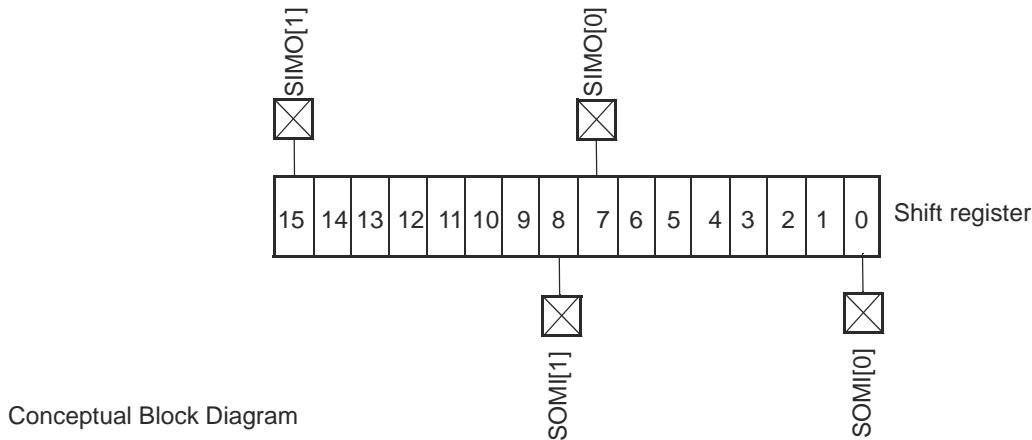 SIMO[1]
SIMO[0]
15 14 13 12 11 10 9 8 7 6 5 4 3 2 1 0
Shift register
SOMI[1]
SOMI[0]
Conceptual Block Diagram